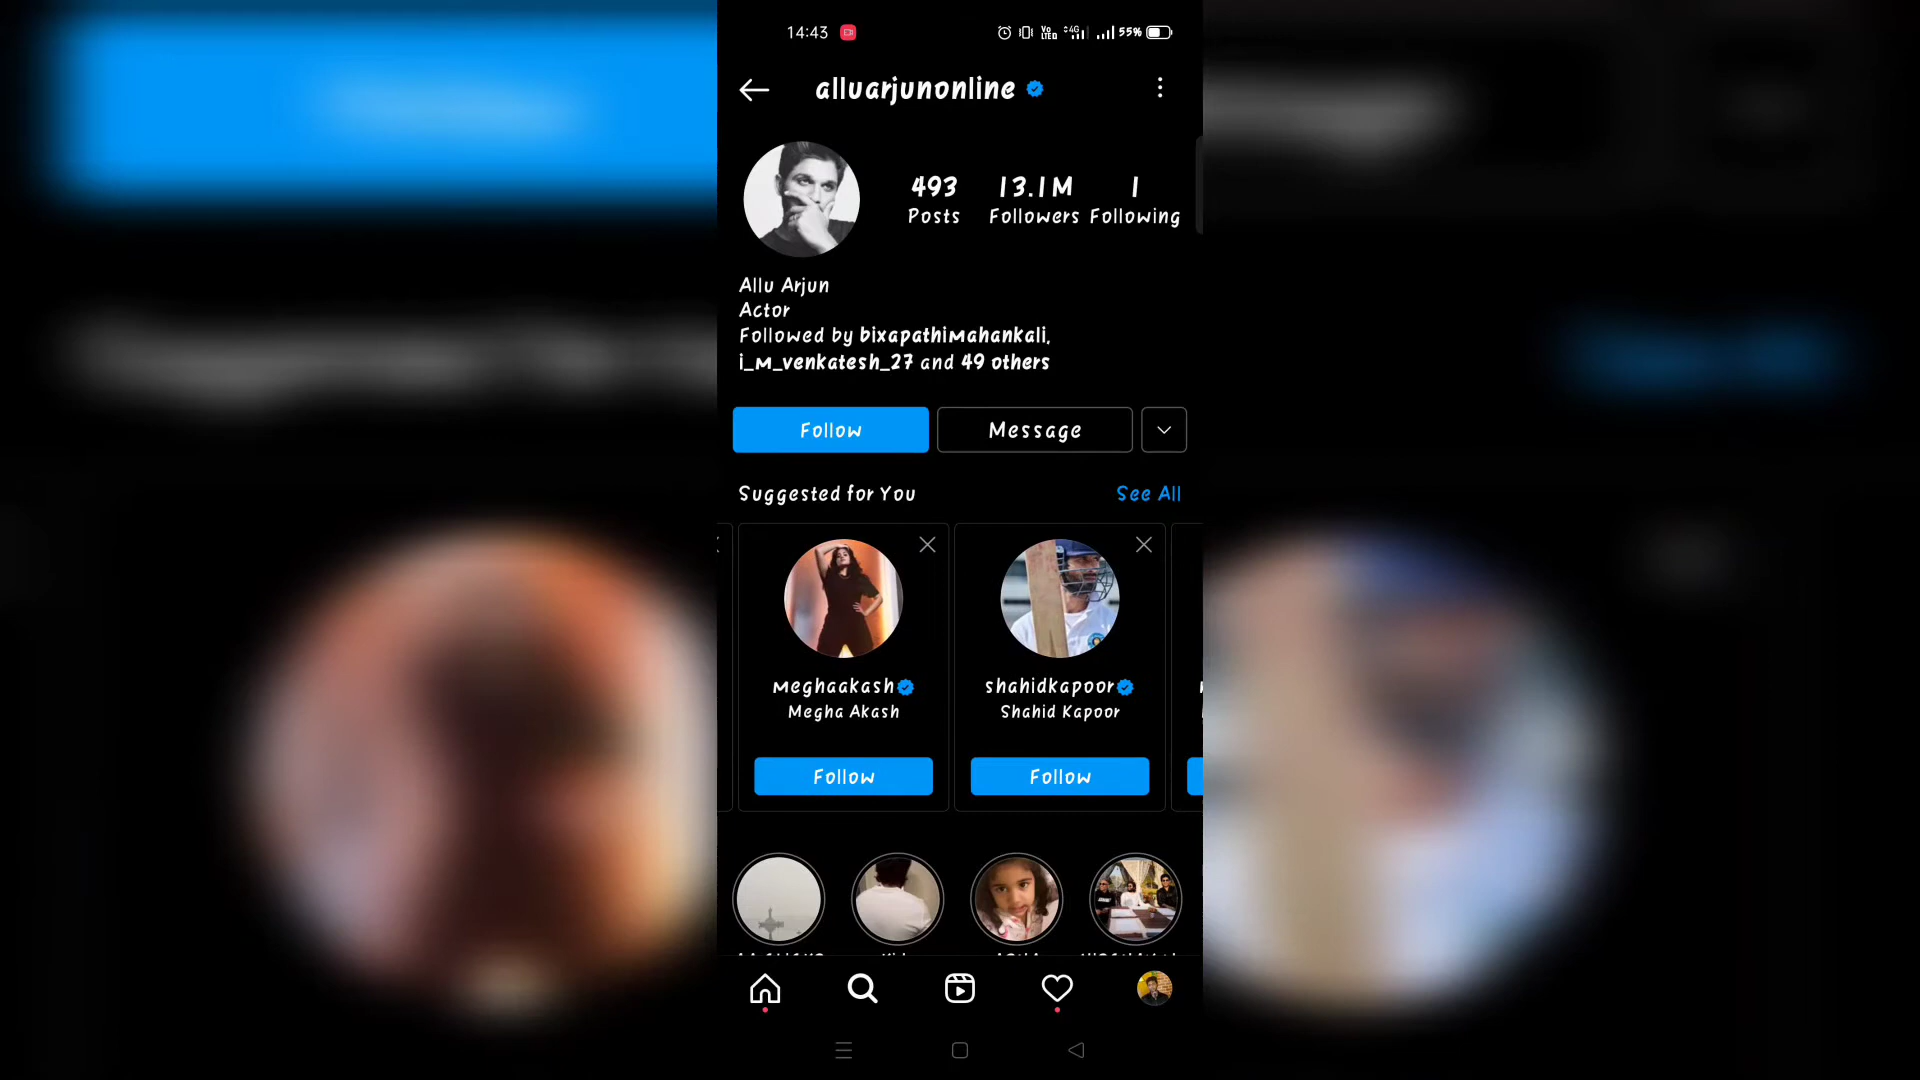 14:43 55%
alluarjunonline
493 13.1M 1
Posts Followers Following
Allu Arjun
Actor
Followed by bixapathimahankali,
i_m_venkatesh_27 and 49 others
Follow Message
Suggested for You See All
meghaakash shahidkapoor
Megha Akash Shahid Kapoor
Follow Follow